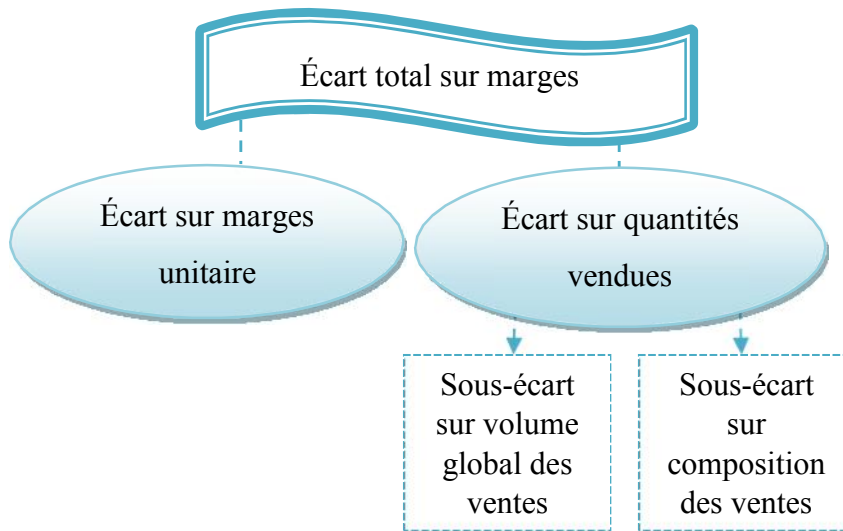 Écart total sur marges
Écart sur marges
unitaire
Écart sur quantités
vendues
Sous-écart
sur volume
global des
ventes
Sous-écart
sur
composition
des ventes